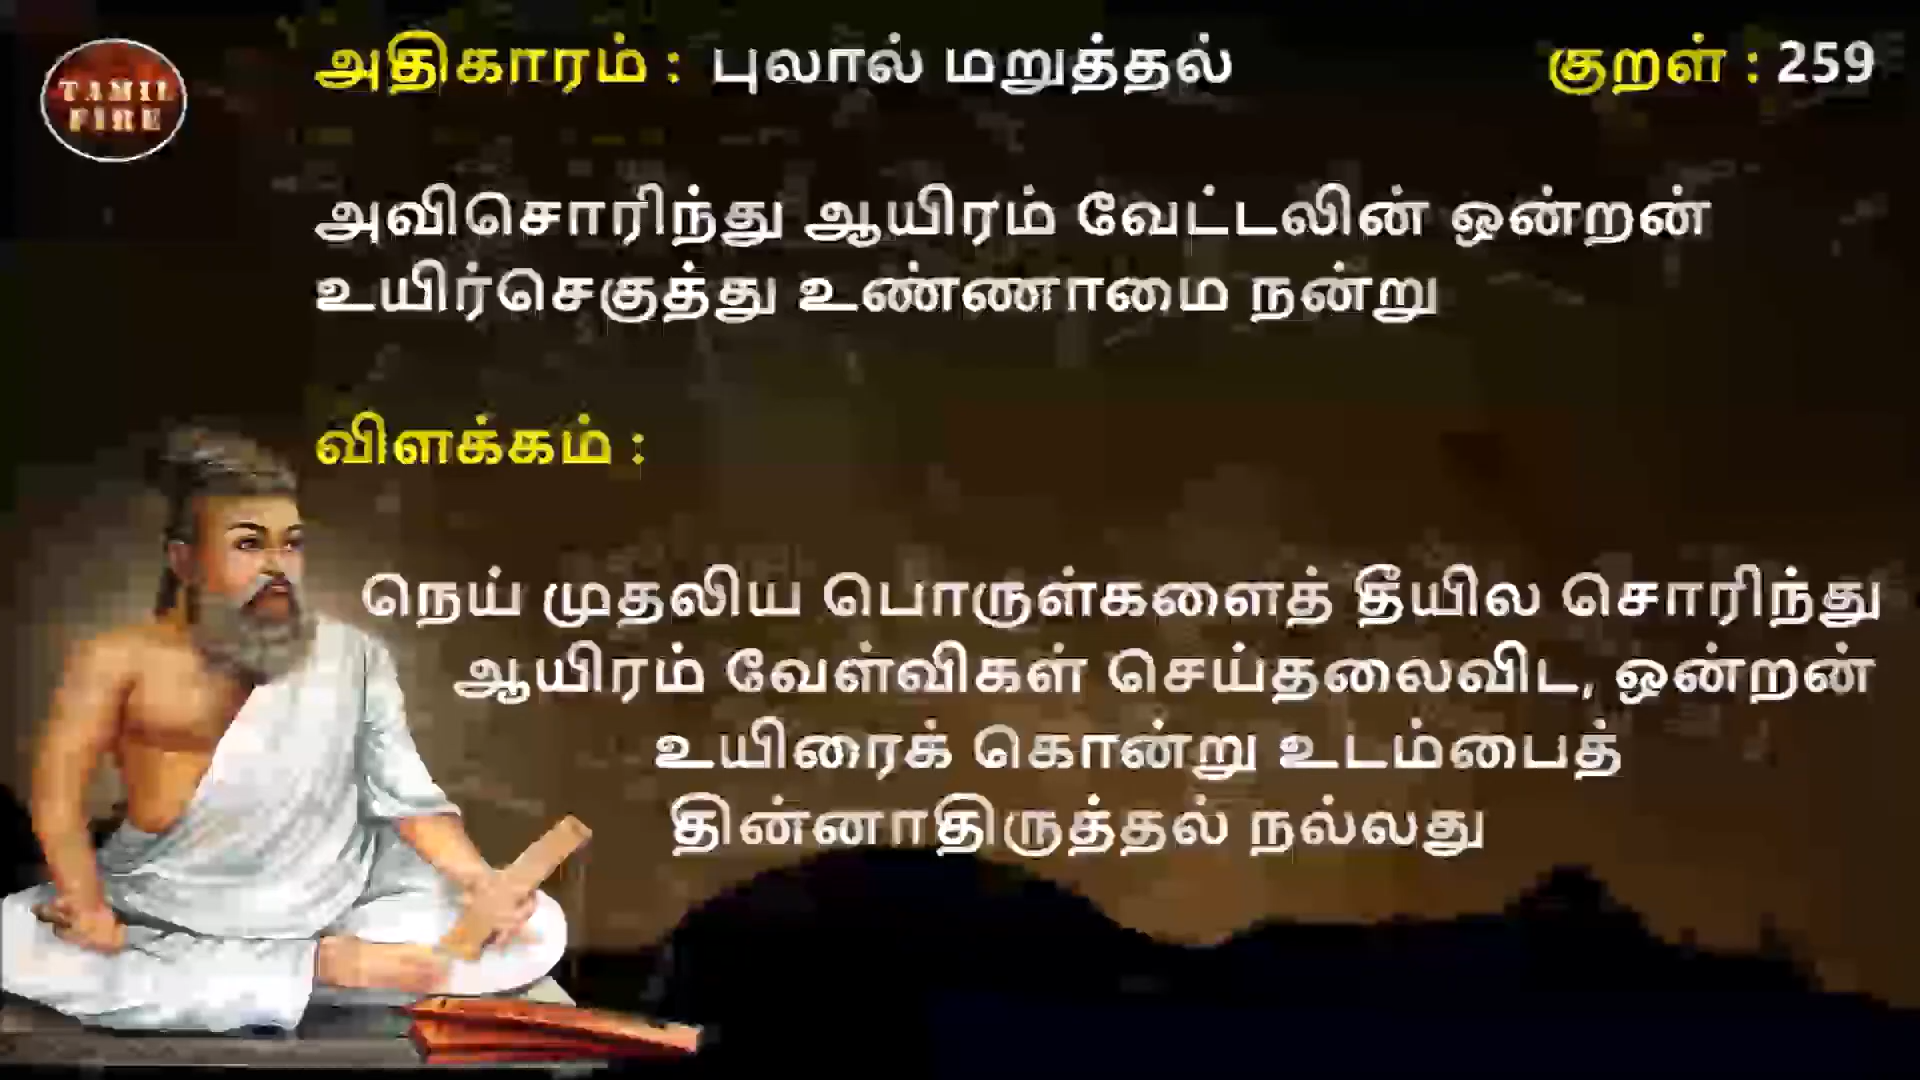 TAMIL
FIRE
அதிகாரம் : புலால் மறுத்தல்
குறள் : 259
அவிசொரிந்து ஆயிரம் வேட்டலின் ஒன்றன்
உயிர்செகுத்து உண்ணாமை நன்று
விளக்கம் :
நெய் முதலிய பொருள்களைத் தீயில சொரிந்து
ஆயிரம் வேள்விகள் செய்தலைவிட, ஒன்றன்
உயிரைக் கொன்று உடம்பைத்
தின்னாதிருத்தல் நல்லது